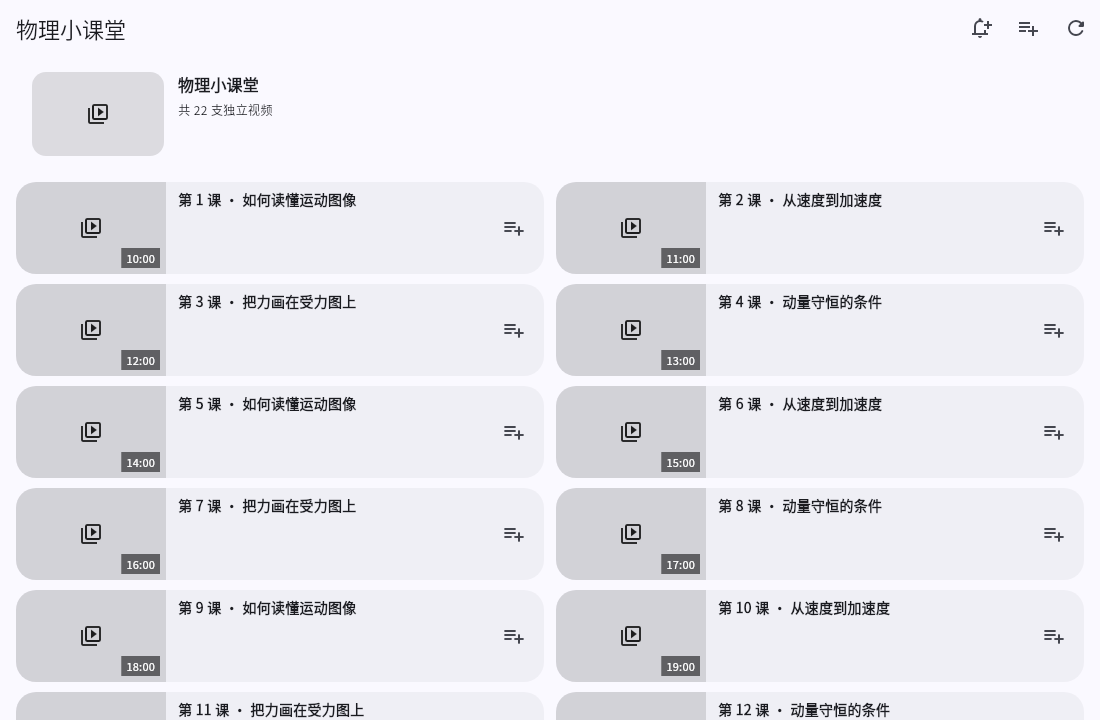 物理小课堂
物理小课堂
共 22 支独立视频
第 1 课 · 如何读懂运动图像
10:00
第 2 课 · 从速度到加速度
11:00
第 3 课 · 把力画在受力图上
12:00
第 4 课 · 动量守恒的条件
13:00
第 5 课 · 如何读懂运动图像
14:00
第 6 课 · 从速度到加速度
15:00
第 7 课 · 把力画在受力图上
16:00
第 8 课 · 动量守恒的条件
17:00
第 9 课 · 如何读懂运动图像
18:00
第 10 课 · 从速度到加速度
19:00
第 11 课 · 把力画在受力图上
第 12 课 · 动量守恒的条件